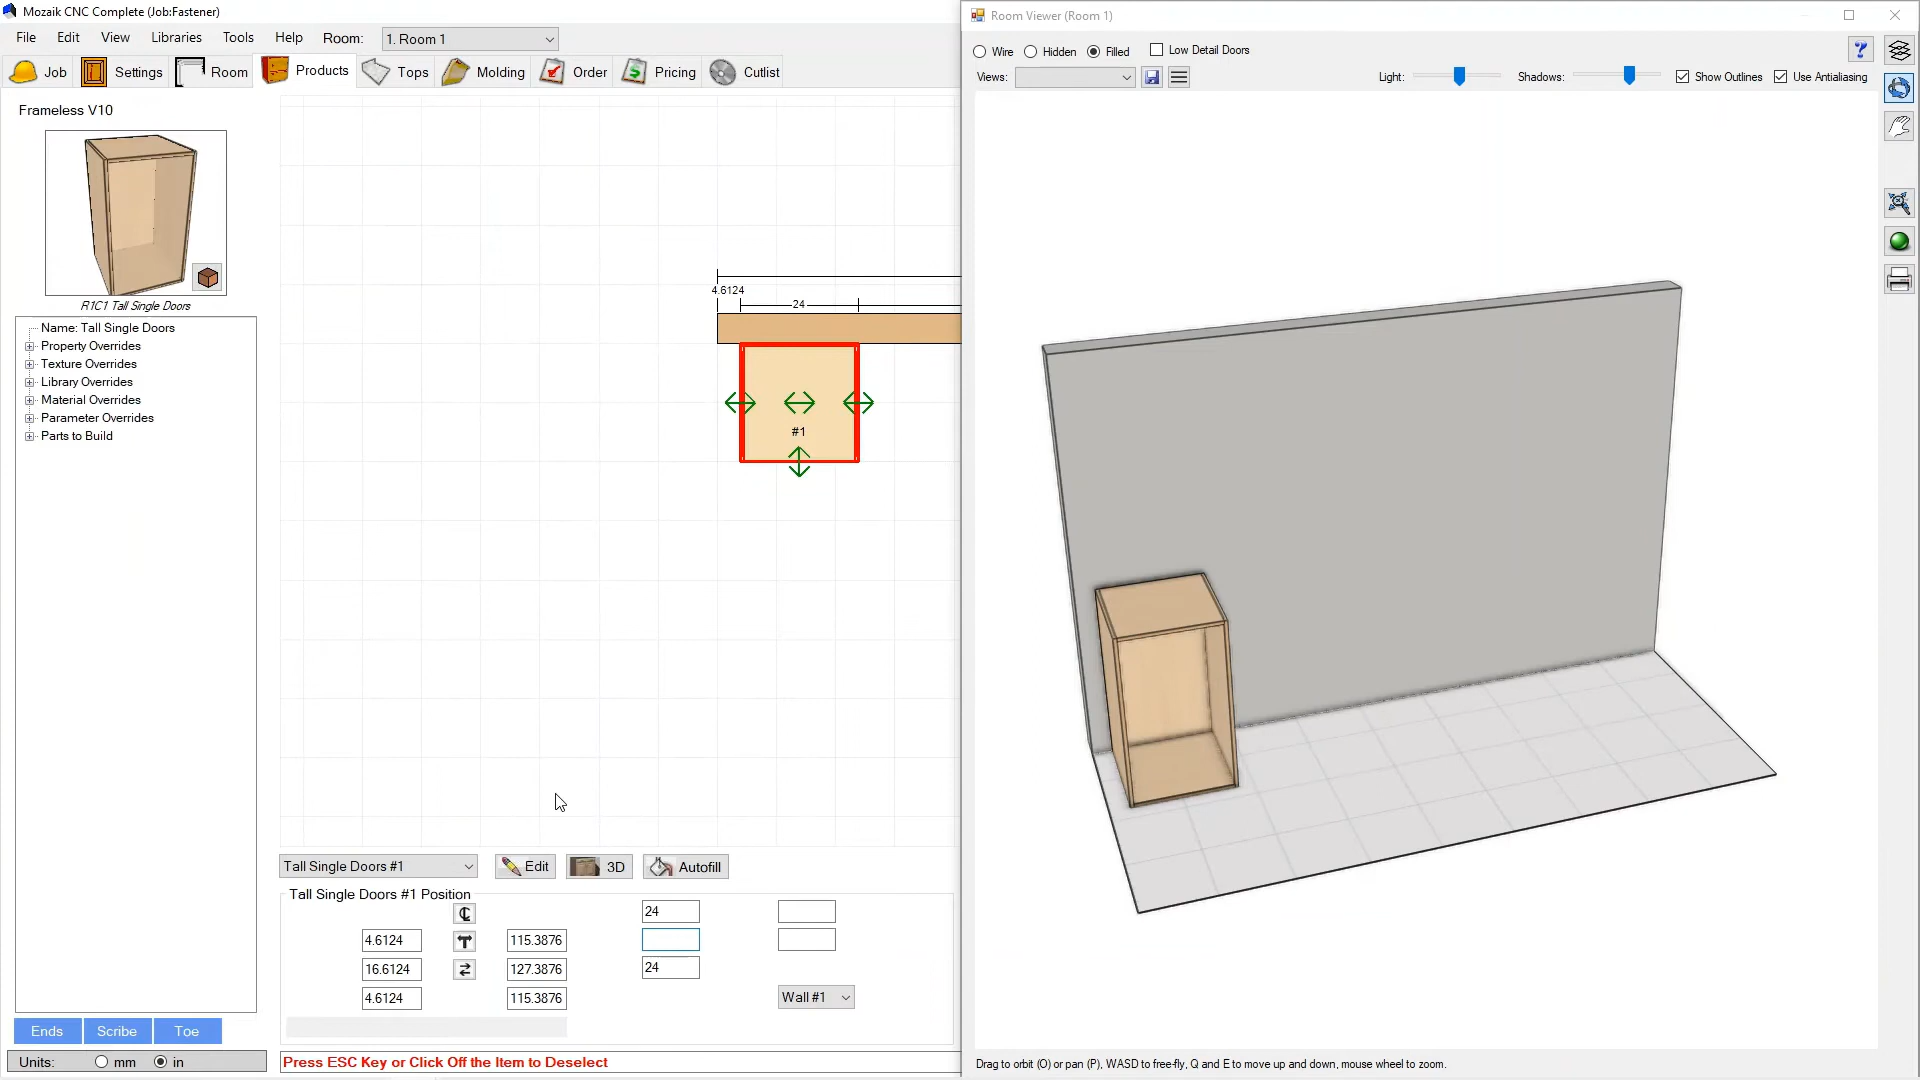 Mozaik CNC Complete (Job:Fastener)
File Edit View Libraries Tools Help Room: 1. Room 1
Job Settings Room Products Tops Molding Order Pricing Cutlist
Frameless V10
R1C1 Tall Single Doors
Name: Tall Single Doors
Property Overrides
Texture Overrides
Library Overrides
Material Overrides
Parameter Overrides
Parts to Build
Ends Scribe Toe
Units: mm in
4.6124
24
#1
Tall Single Doors #1 Edit 3D Autofill
Tall Single Doors #1 Position
24
4.6124 115.3876
16.6124 127.3876 24
4.6124 115.3876 Wall #1
Press ESC Key or Click Off the Item to Deselect
Room Viewer (Room 1)
Wire Hidden Filled Low Detail Doors
Views: Light: Shadows: Show Outlines Use Antialiasing
Drag to orbit (O) or pan (P), WASD to free-fly, Q and E to move up and down, mouse wheel to zoom.